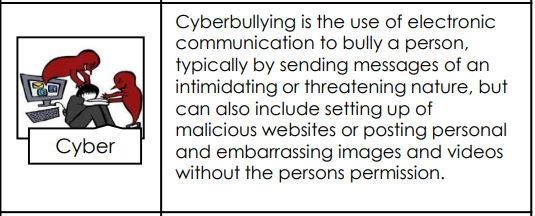 Cyber
Cyberbullying is the use of electronic
communication to bully a person,
typically by sending messages of an
intimidating or threatening nature, but
can also include setting up of
malicious websites or posting personal
and embarrassing images and videos
without the persons permission.